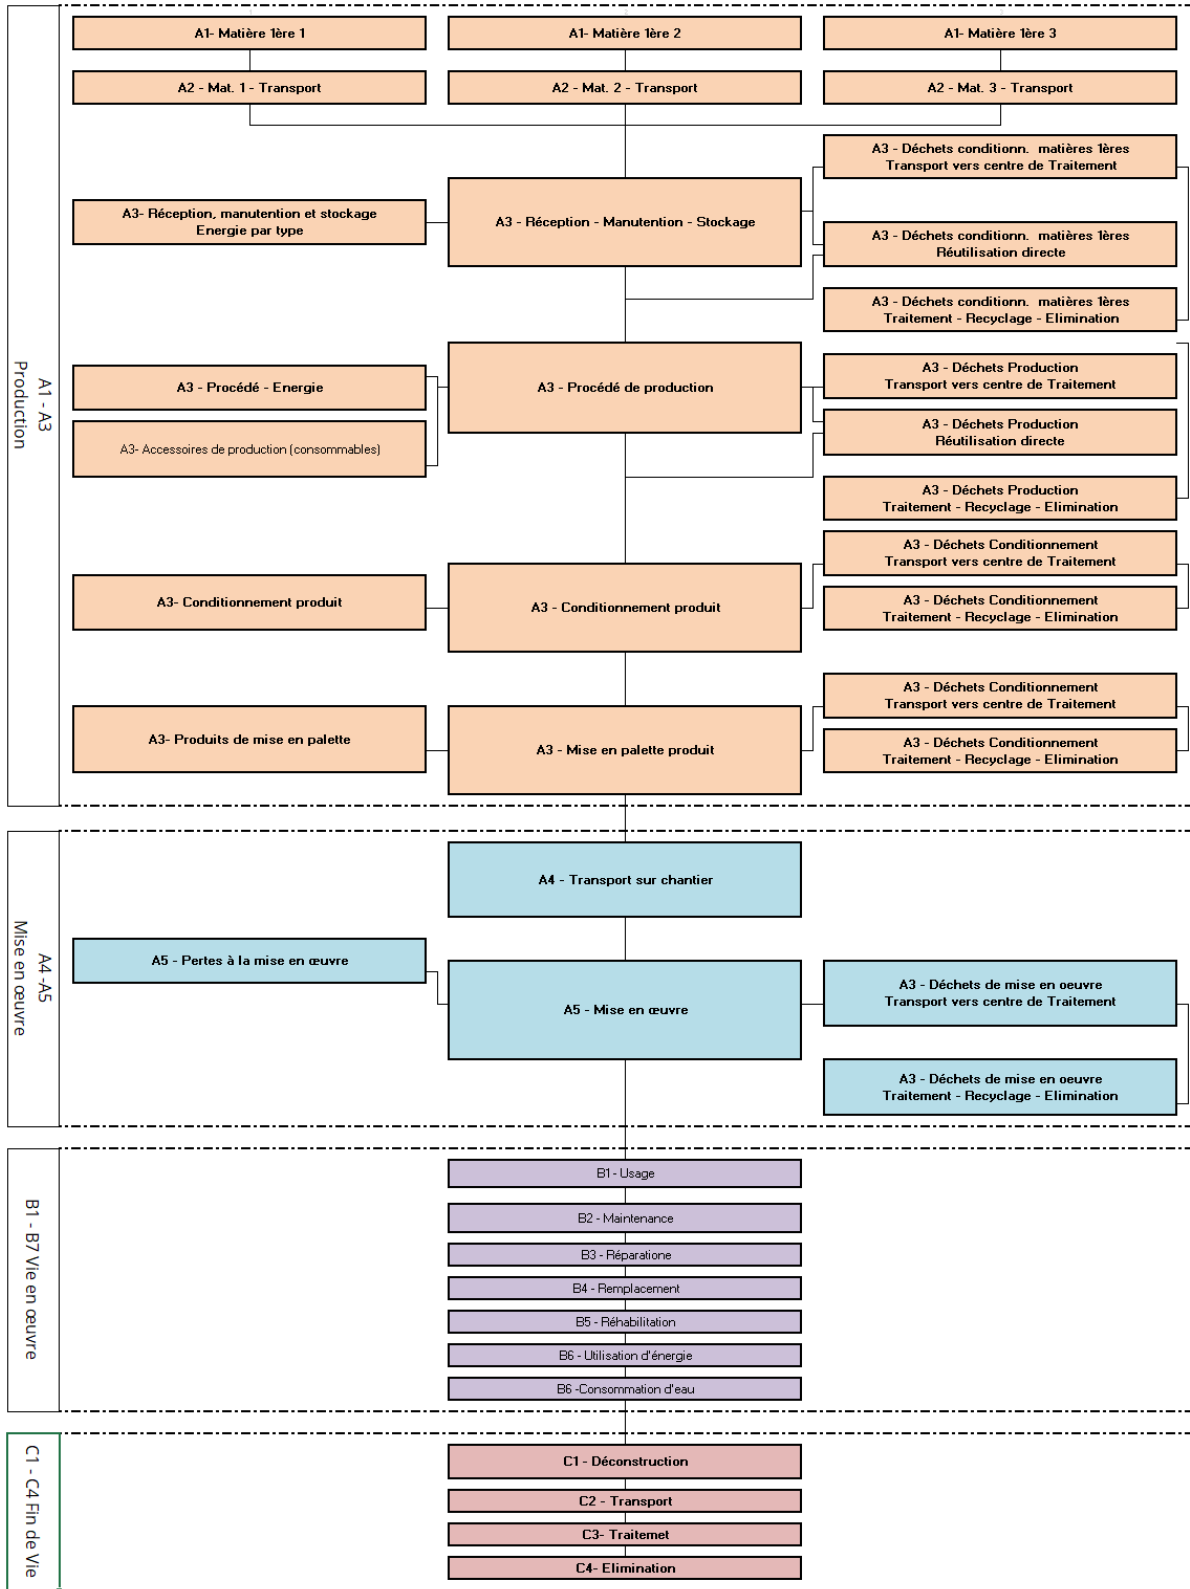 A1 - A3
Production
A1- Matière 1ère 1
A1- Matière 1ère 2
A1- Matière 1ère 3
A2 - Mat. 1 - Transport
A2 - Mat. 2 - Transport
A2 - Mat. 3 - Transport
A3 - Déchets conditionn.  matières 1ères
Transport vers centre de Traitement
A3- Réception, manutention et stockage
Energie par type
A3 - Réception - Manutention - Stockage
A3 - Déchets conditionn.  matières 1ères
Réutilisation directe
A3 - Déchets conditionn.  matières 1ères
Traitement - Recyclage - Elimination
A3 - Procédé - Energie
A3 - Procédé de production
A3 - Déchets Production
Transport vers centre de Traitement
A3- Accessoires de production (consommables)
A3 - Déchets Production
Réutilisation directe
A3 - Déchets Production
Traitement - Recyclage - Elimination
A3 - Déchets Conditionnement
Transport vers centre de Traitement
A3- Conditionnement produit
A3 - Conditionnement produit
A3 - Déchets Conditionnement
Traitement - Recyclage - Elimination
A3 - Déchets Conditionnement
Transport vers centre de Traitement
A3- Produits de mise en palette
A3 - Mise en palette produit
A3 - Déchets Conditionnement
Traitement - Recyclage - Elimination
A4 -A5
Mise en œuvre
A4 - Transport sur chantier
A5 - Pertes à la mise en œuvre
A5 - Mise en œuvre
A3 - Déchets de mise en oeuvre
Transport vers centre de Traitement
A3 - Déchets de mise en oeuvre
Traitement - Recyclage - Elimination
B1 - B7 Vie en œuvre
B1 - Usage
B2 - Maintenance
B3 - Réparatione
B4 - Remplacement
B5 - Réhabilitation
B6 - Utilisation d'énergie
B6 -Consommation d'eau
C1 - C4 Fin de Vie
C1 - Déconstruction
C2 - Transport
C3- Traitemet
C4- Elimination